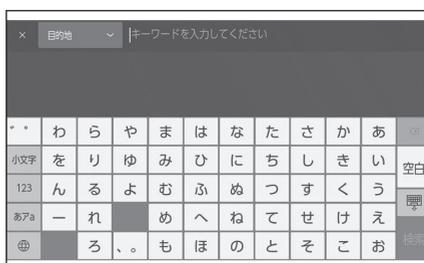 × 目的地 キーワードを入力してください
゛゜ わ ら や ま は な た さ か あ
小文字 を り ゆ み ひ に ち し き い 空白
123 ん る よ む ふ ぬ つ す く う
あアa ー れ め へ ね て せ け え
ろ 、。 も ほ の と そ こ お 検索